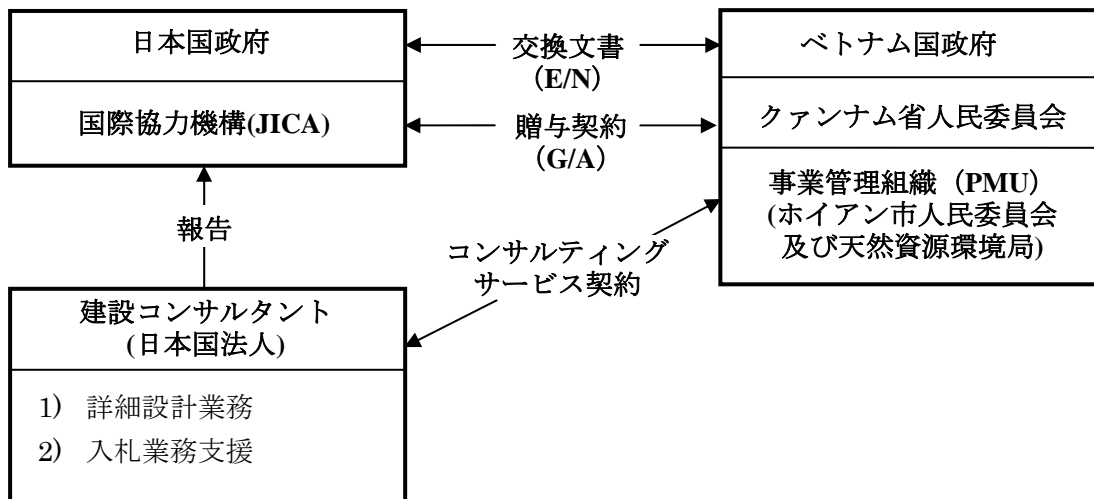 日本国政府
国際協力機構(JICA)
交換文書
（E/N）
贈与契約
（G/A）
ベトナム国政府
クァンナム省人民委員会
事業管理組織（PMU）
(ホイアン市人民委員会
及び天然資源環境局)
報告
コンサルティング
サービス契約
建設コンサルタント
(日本国法人)
1) 詳細設計業務
2) 入札業務支援